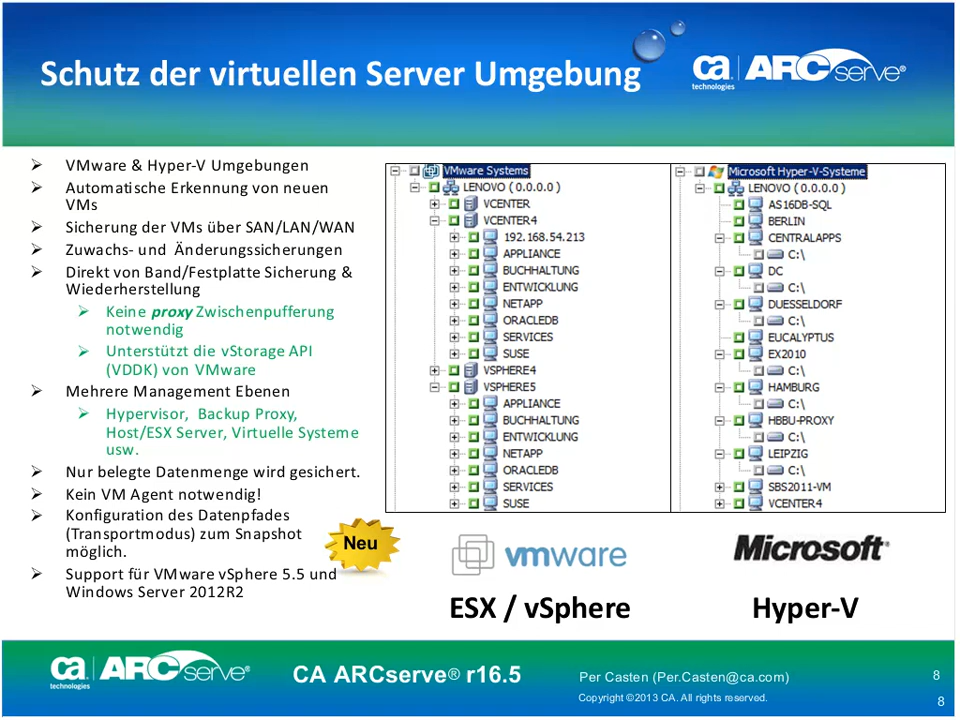 Schutz der virtuellen Server Umgebung
ca technologies | ARCserve®
VMware & Hyper-V Umgebungen
Automatische Erkennung von neuen
VMs
Sicherung der VMs über SAN/LAN/WAN
Zuwachs- und Änderungssicherungen
Direkt von Band/Festplatte Sicherung &
Wiederherstellung
Keine proxy Zwischenpufferung
notwendig
Unterstützt die vStorage API
(VDDK) von VMware
Mehrere Management Ebenen
Hypervisor, Backup Proxy,
Host/ESX Server, Virtuelle Systeme
usw.
Nur belegte Datenmenge wird gesichert.
Kein VM Agent notwendig!
Konfiguration des Datenpfades
(Transportmodus) zum Snapshot
möglich.
Support für VMware vSphere 5.5 und
Windows Server 2012R2
Neu
VMware Systems
LENOVO ( 0.0.0.0 )
VCENTER
VCENTER4
192.168.54.213
APPLIANCE
BUCHHALTUNG
ENTWICKLUNG
NETAPP
ORACLEDB
SERVICES
SUSE
VSPHERE4
VSPHERE5
APPLIANCE
BUCHHALTUNG
ENTWICKLUNG
NETAPP
ORACLEDB
SERVICES
SUSE
Microsoft Hyper-V-Systeme
LENOVO ( 0.0.0.0 )
AS16DB-SQL
BERLIN
CENTRALAPPS
C:\
DC
C:\
DUESSELDORF
C:\
EUCALYPTUS
EX2010
C:\
HAMBURG
C:\
HBBU-PROXY
C:\
LEIPZIG
C:\
SBS2011-VM
VCENTER4
vmware
ESX / vSphere
Microsoft®
Hyper-V
ca technologies | ARCserve®
CA ARCserve® r16.5
Per Casten (Per.Casten@ca.com)
Copyright ©2013 CA. All rights reserved.
8
8